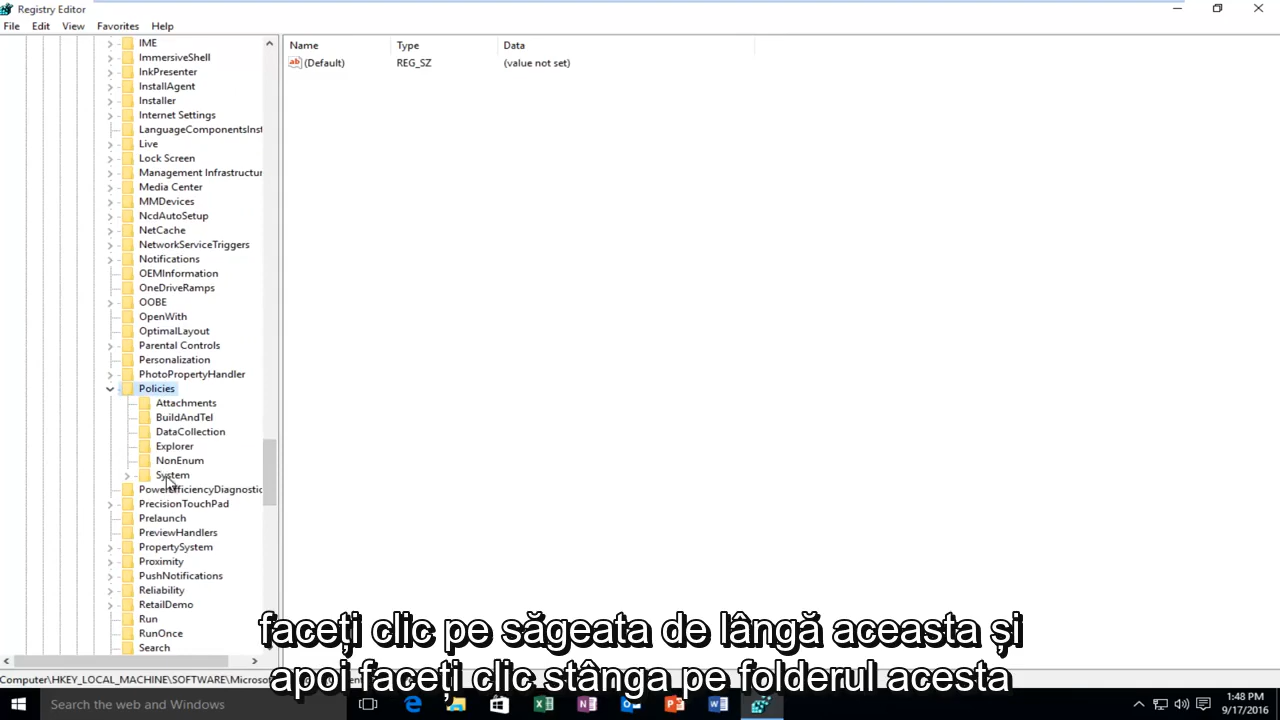 Registry Editor
File Edit View Favorites Help
Name Type Data
(Default) REG_SZ (value not set)
IME
ImmersiveShell
InkPresenter
InstallAgent
Installer
Internet Settings
LanguageComponentsInst
Live
Lock Screen
Management Infrastructur
Media Center
MMDevices
NcdAutoSetup
NetCache
NetworkServiceTriggers
Notifications
OEMInformation
OneDriveRamps
OOBE
OpenWith
OptimalLayout
Parental Controls
Personalization
PhotoPropertyHandler
Policies
Attachments
BuildAndTel
DataCollection
Explorer
NonEnum
System
PowerEfficiencyDiagnostic
PrecisionTouchPad
Prelaunch
PreviewHandlers
PropertySystem
Proximity
PushNotifications
Reliability
RetailDemo
Run
RunOnce
Search
faceți clic pe săgeata de lângă aceasta și
apoi faceți clic stânga pe folderul acesta
Computer\HKEY_LOCAL_MACHINE\SOFTWARE\Microso
Search the web and Windows
1:48 PM
9/17/2016